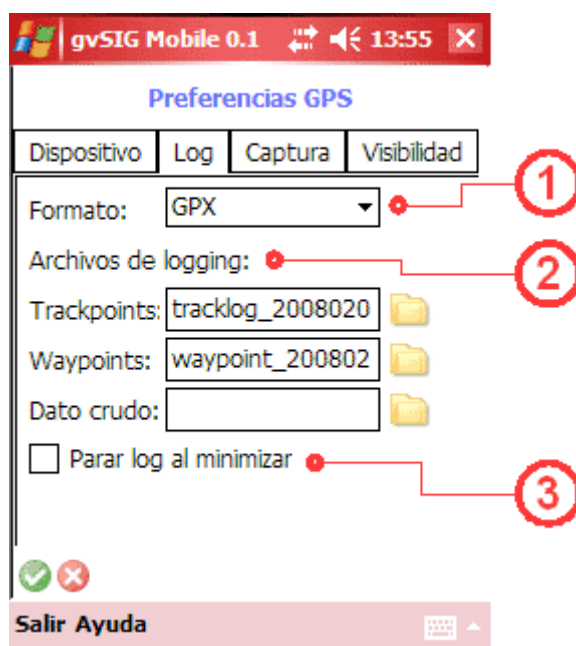 gvSIG Mobile 0.1 13:55
Preferencias GPS
Dispositivo Log Captura Visibilidad
Formato: GPX
1
Archivos de logging:
2
Trackpoints: tracklog_2008020
Waypoints: waypoint_200802
Dato crudo:
Parar log al minimizar
3
Salir Ayuda